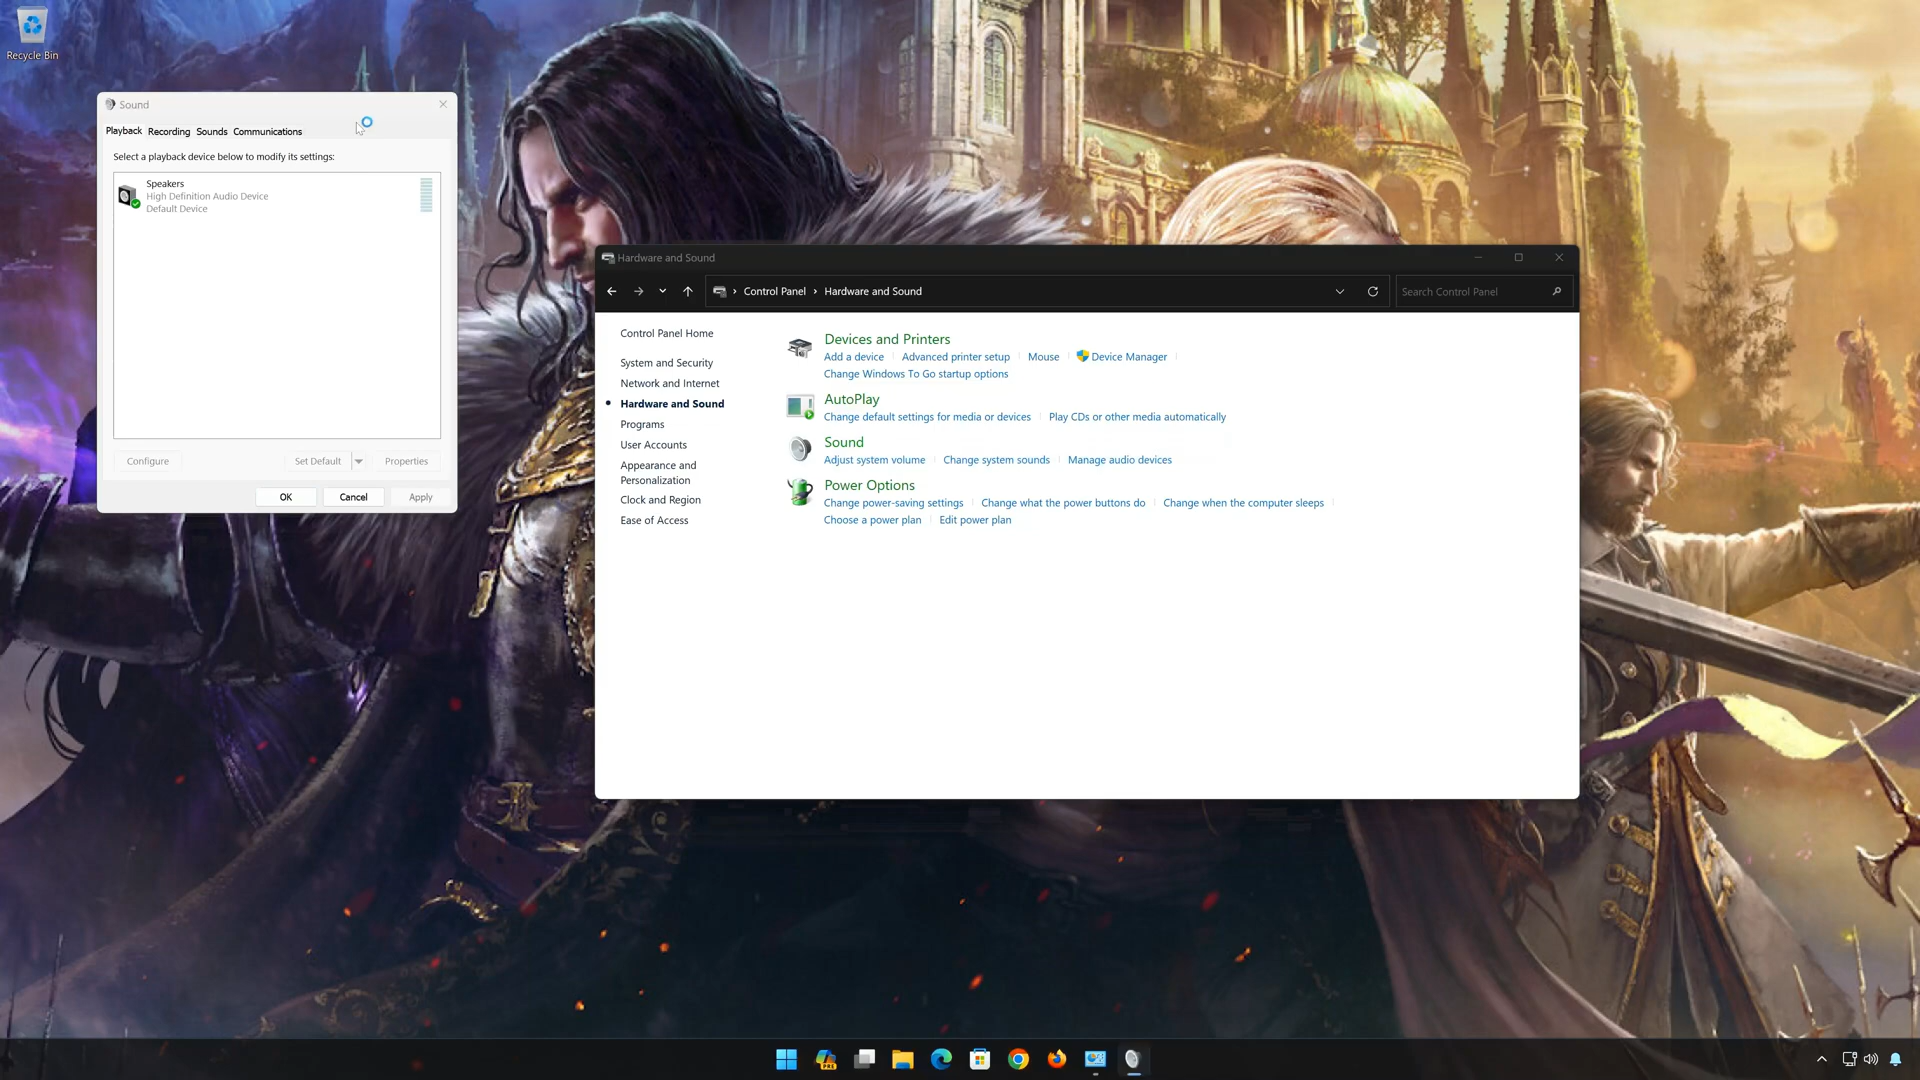 Recycle Bin
Sound
Playback Recording Sounds Communications
Select a playback device below to modify its settings:
Speakers
High Definition Audio Device
Default Device
Configure Set Default Properties
OK Cancel Apply
Hardware and Sound
Control Panel Hardware and Sound Search Control Panel
Control Panel Home
System and Security
Network and Internet
Hardware and Sound
Programs
User Accounts
Appearance and
Personalization
Clock and Region
Ease of Access
Devices and Printers
Add a device Advanced printer setup Mouse Device Manager
Change Windows To Go startup options
AutoPlay
Change default settings for media or devices Play CDs or other media automatically
Sound
Adjust system volume Change system sounds Manage audio devices
Power Options
Change power-saving settings Change what the power buttons do Change when the computer sleeps
Choose a power plan Edit power plan
PRE